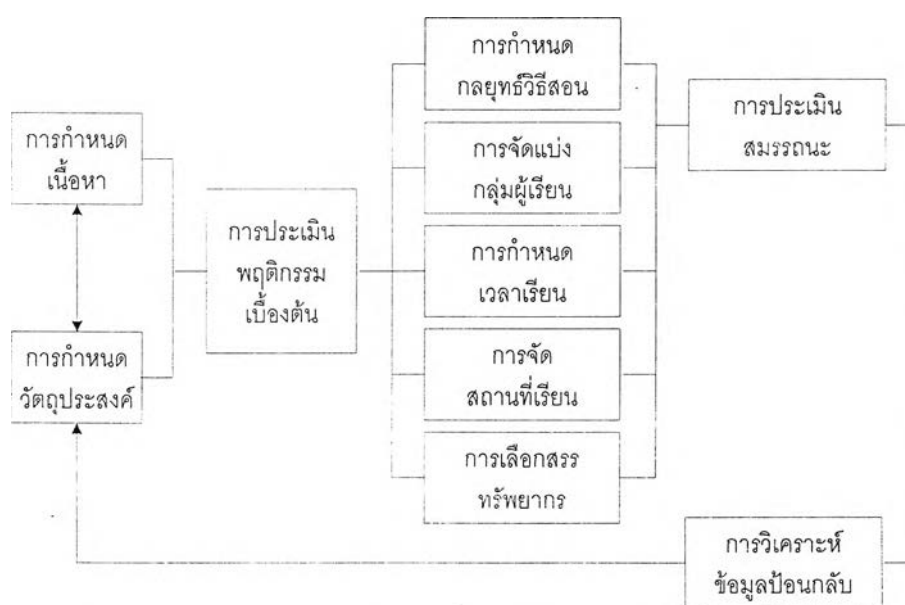 การกำหนด
เนื้อหา
การกำหนด
วัตถุประสงค์
การประเมิน
พฤติกรรม
เบื้องต้น
การกำหนด
กลยุทธ์วิธีสอน
การจัดแบ่ง
กลุ่มผู้เรียน
การกำหนด
เวลาเรียน
การจัด
สถานที่เรียน
การเลือกสรร
ทรัพยากร
การประเมิน
สมรรถนะ
การวิเคราะห์
ข้อมูลป้อนกลับ